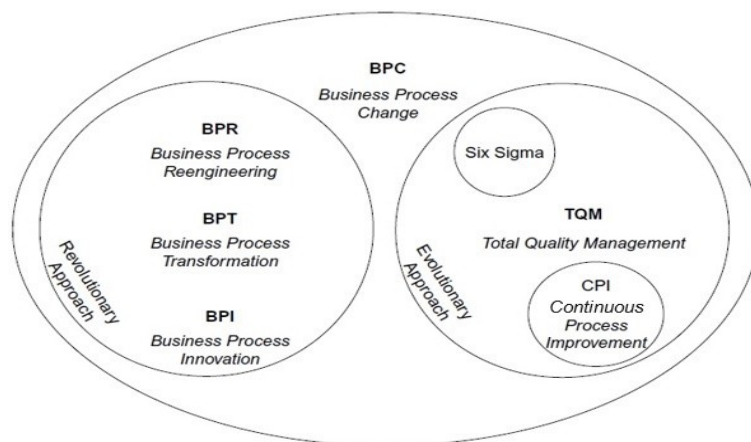 BPC
Business Process
Change
BPR
Business Process
Reengineering
BPT
Business Process
Transformation
BPI
Business Process
Innovation
Revolutionary
Approach
Six Sigma
TQM
Total Quality Management
CPI
Continuous
Process
Improvement
Evolutionary
Approach